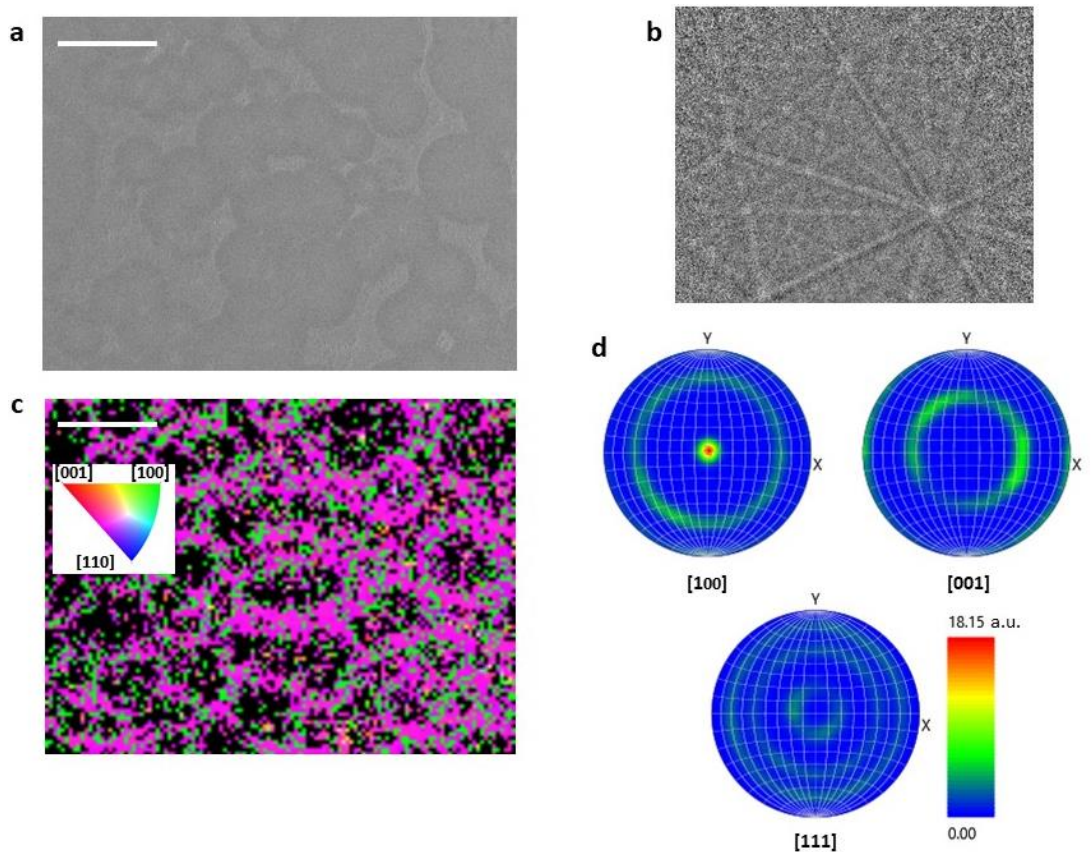 a
b
c
[001]
[100]
[110]
d
Y
X
[100]
Y
X
[001]
Y
X
[111]
18.15 a.u.
0.00